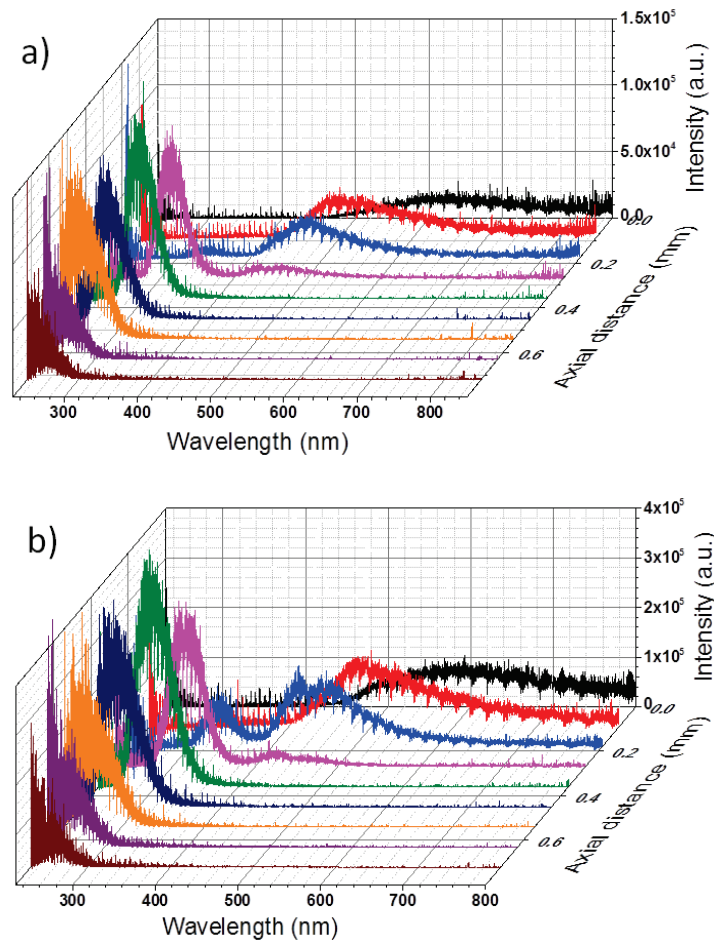 a)
1.5x10⁵
1.0x10⁵
5.0x10⁴
0.0
Intensity (a.u.)
0.0
0.2
0.4
0.6
Axial distance (mm)
300 400 500 600 700 800
Wavelength (nm)
b)
4x10⁵
3x10⁵
2x10⁵
1x10⁵
0
Intensity (a.u.)
0.0
0.2
0.4
0.6
Axial distance (mm)
300 400 500 600 700 800
Wavelength (nm)